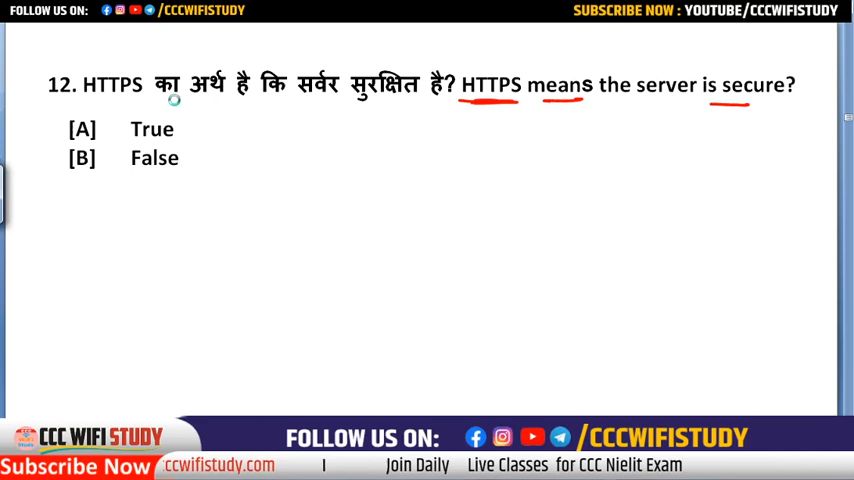 FOLLOW US ON: /CCCWIFISTUDY
SUBSCRIBE NOW : YOUTUBE/CCCWIFISTUDY
12. HTTPS का अर्थ है कि सर्वर सुरक्षित है? HTTPS means the server is secure?
[A] True
[B] False
CCC WIFI STUDY
FOLLOW US ON: /CCCWIFISTUDY
Subscribe Now
ccwifistudy.com I Join Daily Live Classes for CCC Nielit Exam